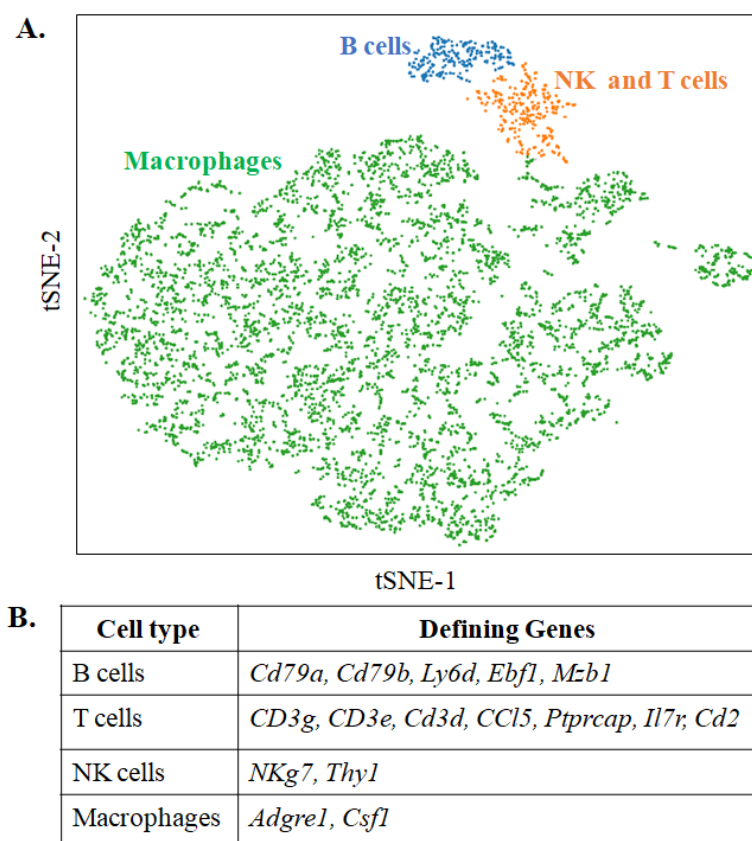 A.
B cells
NK and T cells
Macrophages
tSNE-2
tSNE-1
B.
Cell type Defining Genes
B cells Cd79a, Cd79b, Ly6d, Ebf1, Mzb1
T cells CD3g, CD3e, Cd3d, CCl5, Ptprcap, Il7r, Cd2
NK cells NKg7, Thy1
Macrophages Adgre1, Csf1